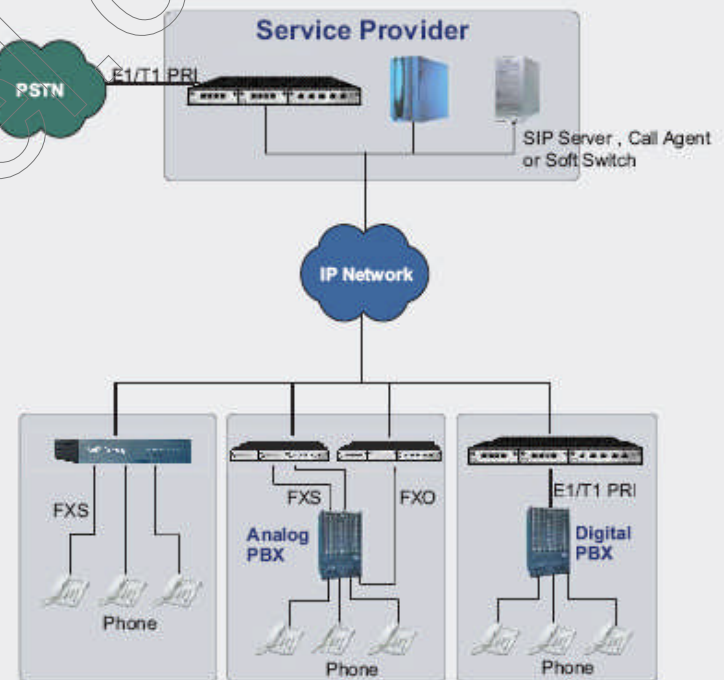 Service Provider
PSTN
E1/T1 PRI
SIP Server , Call Agent
or Soft Switch
IP Network
FXS
Phone
FXS
FXO
Analog
PBX
Phone
E1/T1 PRI
Digital
PBX
Phone